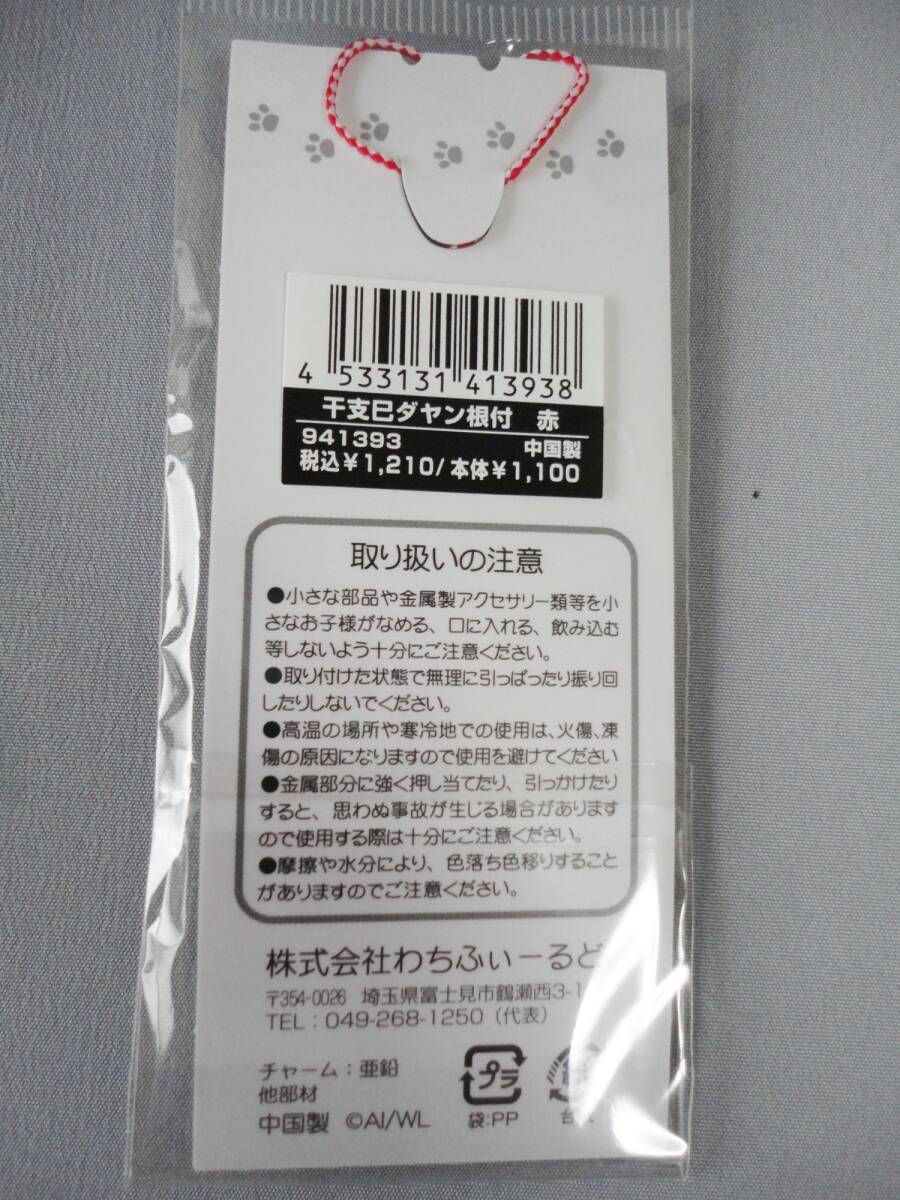 4 533131 413938
干支巳ダヤン根付 赤
941393 中国製
税込¥1,210/本体¥1,100
取り扱いの注意
●小さな部品や金属製アクセサリー類等を小
さなお子様がなめる、口に入れる、飲み込む
等しないよう十分にご注意ください。
●取り付けた状態で無理に引っぱったり振り回
したりしないでください。
●高温の場所や寒冷地での使用は、火傷、凍
傷の原因になりますので使用を避けてください
●金属部分に強く押し当てたり、引っかけたり
すると、思わぬ事故が生じる場合があります
ので使用する際は十分にご注意ください。
●摩擦や水分により、色落ち色移りすること
がありますのでご注意ください。
株式会社わちふぃーるど
〒354-0026 埼玉県富士見市鶴瀬西3-1
TEL:049-268-1250(代表)
チャーム:亜鉛
他部材
中国製 ©AI/WL
プラ
袋:PP